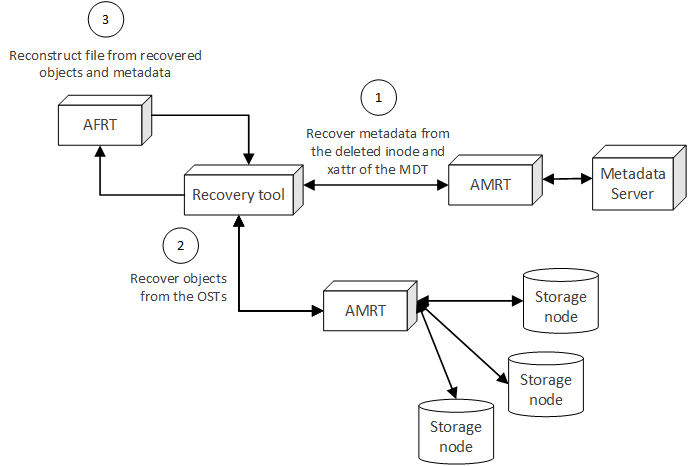 3
Reconstruct file from recovered
objects and metadata
AFRT
1
Recover metadata from
the deleted inode and
xattr of the MDT
AMRT
Metadata
Server
Recovery tool
2
Recover objects
from the OSTs
AMRT
Storage
node
Storage
node
Storage
node